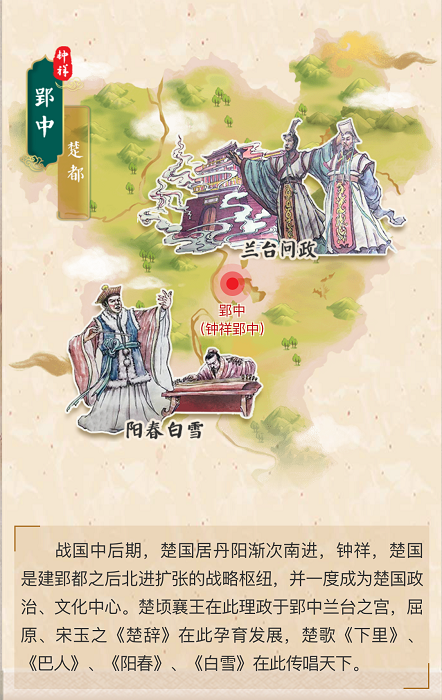 钟祥
郢中
楚都
兰台问政
郢中
（钟祥郢中）
阳春白雪
战国中后期，楚国居丹阳渐次南进，钟祥，楚国
是建郢都之后北进扩张的战略枢纽，并一度成为楚国政
治、文化中心。楚顷襄王在此理政于郢中兰台之宫，屈
原、宋玉之《楚辞》在此孕育发展，楚歌《下里》、
《巴人》、《阳春》、《白雪》在此传唱天下。